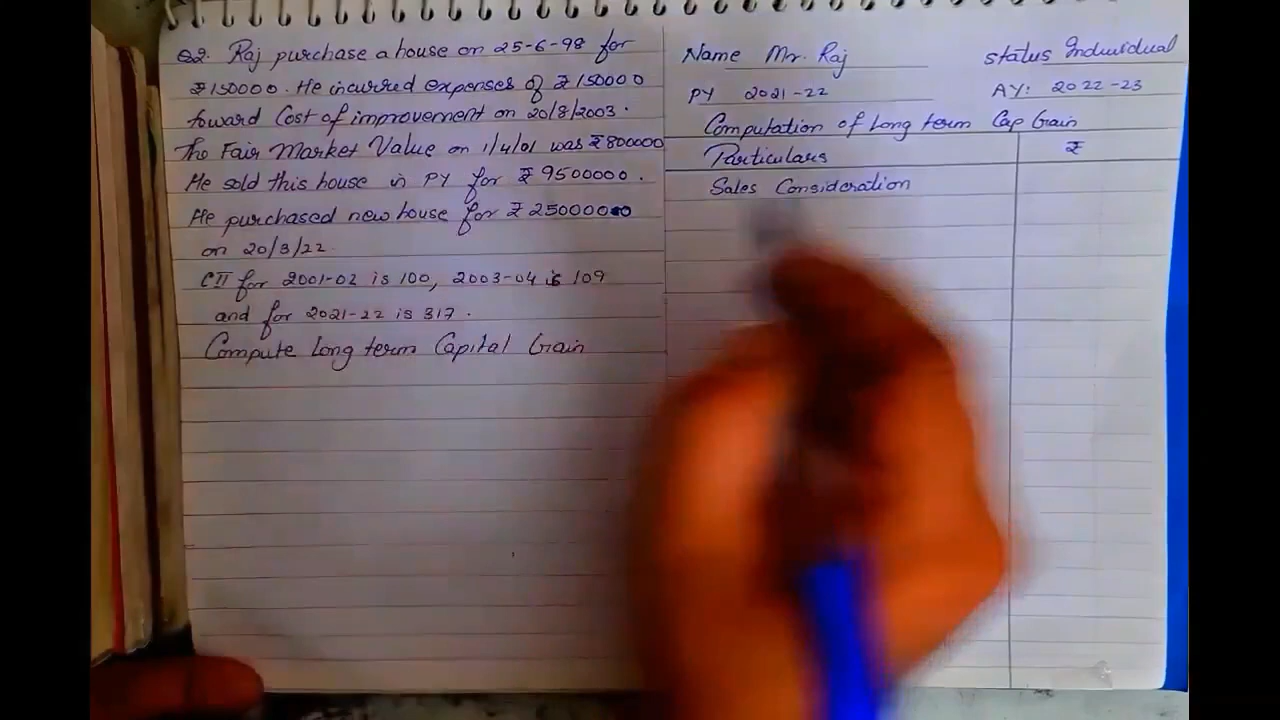 Q2. Raj purchase a house on 25-6-98 for
₹150000. He incurred expenses of ₹150000
toward Cost of improvement on 20/8/2003.
The Fair Market Value on 1/4/01 was ₹800000
He sold this house in PY for ₹9500000.
He purchased new house for ₹2500000
on 20/3/22.
CII for 2001-02 is 100, 2003-04 is 109
and for 2021-22 is 317.
Compute Long term Capital Gain
Name Mr. Raj Status Individual
PY 2021-22 AY: 2022-23
Computation of Long term Cap Gain
Particulars ₹
Sales Consideration